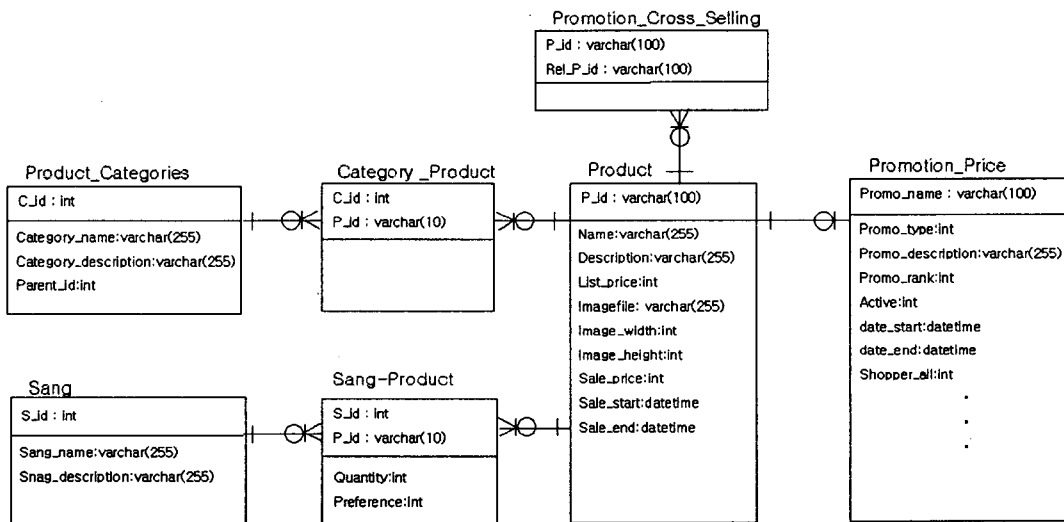 Promotion_Cross_Selling
P_id : varchar(100)
Rel_P_id : varchar(100)
Product_Categories
C_id : int
Category_name:varchar(255)
Category_description:varchar(255)
Parent_id:int
Category _Product
C_id : int
P_id : varchar(10)
Product
P_id : varchar(100)
Name:varchar(255)
Description:varchar(255)
List_price:int
Imagefile: varchar(255)
Image_width:int
Image_height:int
Sale_price:int
Sale_start:datetime
Sale_end:datetime
Promotion_Price
Promo_name : varchar(100)
Promo_type:int
Promo_description:varchar(255)
Promo_rank:int
Active:int
date_start:datetime
date_end:datetime
Shopper_all:int
.
.
.
Sang
S_id : int
Sang_name:varchar(255)
Snag_description:varchar(255)
Sang-Product
S_id : int
P_id : varchar(10)
Quantity:int
Preference:int